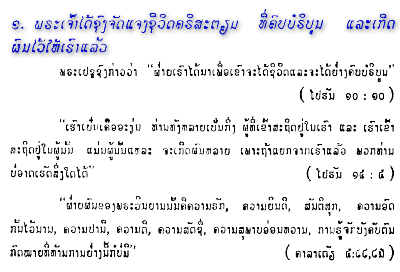 ໑. ພຣະເຈົ້າໄດ້ຊົງຈັດແຈງຊີວິດຄຣິສະຕຽນ ທີ່ຄົບບໍຣິບູນ ແລະເກີດ
ຜົນໄວ້ໃຫ້ເຮົາແລ້ວ
ພຣະເຢຊູຊົງກ່າວວ່າ “ຝ່າຍເຮົາໄດ້ມາເພື່ອເຂົາຈະໄດ້ຊີວິດແລະຈະໄດ້ຢ່າງຄົບບໍຣິບູນ”
( ໂຢຮັນ ໑໐ : ໑໐ )
“ເຮົາເປັນເຄືອອະງຸ່ນ ທ່ານທັງຫລາຍເປັນກິ່ງ ຜູ້ທີ່ເຂົ້າສະຖິດຢູ່ໃນເຮົາ ແລະ ເຮົາເຂົ້າ
ສະຖິດຢູ່ໃນຜູ້ນັ້ນ ແມ່ນຜູ້ນັ້ນແຫລະ ຈະເກີດຜົນຫລາຍ ເພາະຖ້າແຍກຈາກເຮົາແລ້ວ ພວກທ່ານ
ບໍ່ອາດເຮັດສິ່ງໃດໄດ້” ( ໂຢຮັນ ໑໕ : ໕ )
“ຝ່າຍຜົນຂອງພຣະວິນຍານນັ້ນຄືຄວາມຮັກ, ຄວາມຍິນດີ, ສັນຕິສຸກ, ຄວາມອົດ
ກັ້ນໄວ້ນານ, ຄວາມປານີ, ຄວາມດີ, ຄວາມສັດຊື່, ຄວາມສຸພາບອ່ອນຫວານ, ການຮູ້ຈັກບັງຄັບຕົນ
ກົດໝາຍທີ່ຫ້າມການຢ່າງນີ້ກໍບໍ່ມີ” ( ຄາລາເຕຍ ໕:໒໒,໒໓ )